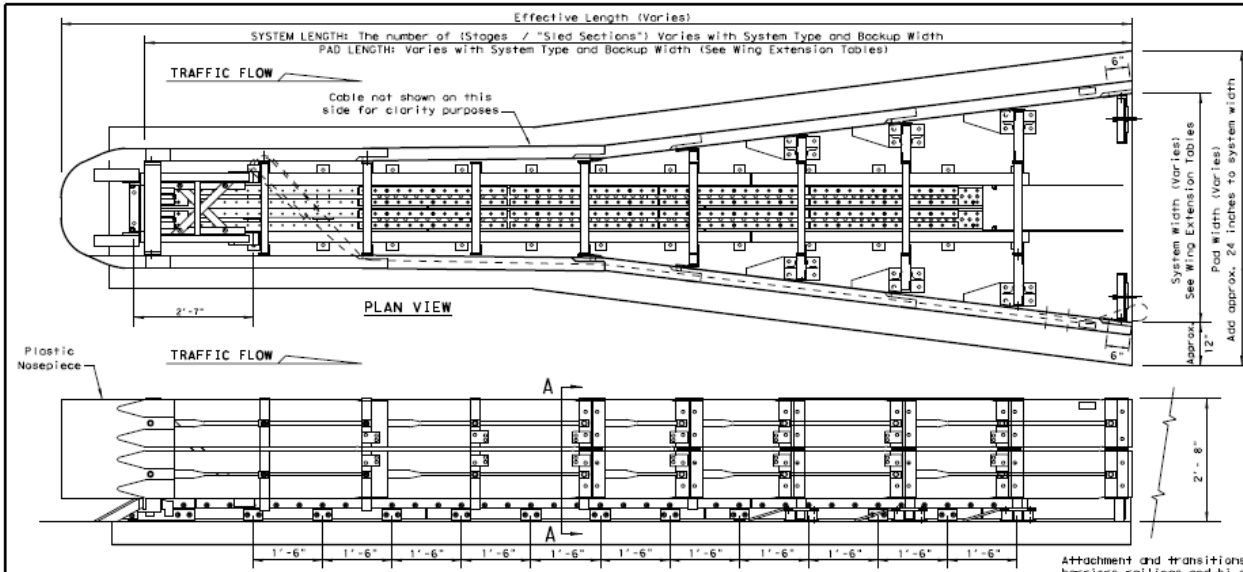 Effective Length (Varies)
SYSTEM LENGTH: The number of (Stages / "Sled Sections") Varies with System Type and Backup Width
PAD LENGTH: Varies with System Type and Backup Width (See Wing Extension Tables)
TRAFFIC FLOW
Cable not shown on this
side for clarity purposes
6"
System Width (Varies)
See Wing Extension Tables
Pad Width (Varies)
Add approx. 24 inches to system width
2'-7"
PLAN VIEW
Approx.
12"
6"
Plastic
Nosepiece
TRAFFIC FLOW
A
2'- 8"
A
1'-6" 1'-6" 1'-6" 1'-6" 1'-6" 1'-6" 1'-6" 1'-6" 1'-6" 1'-6" 1'-6"
Attachment and transitions